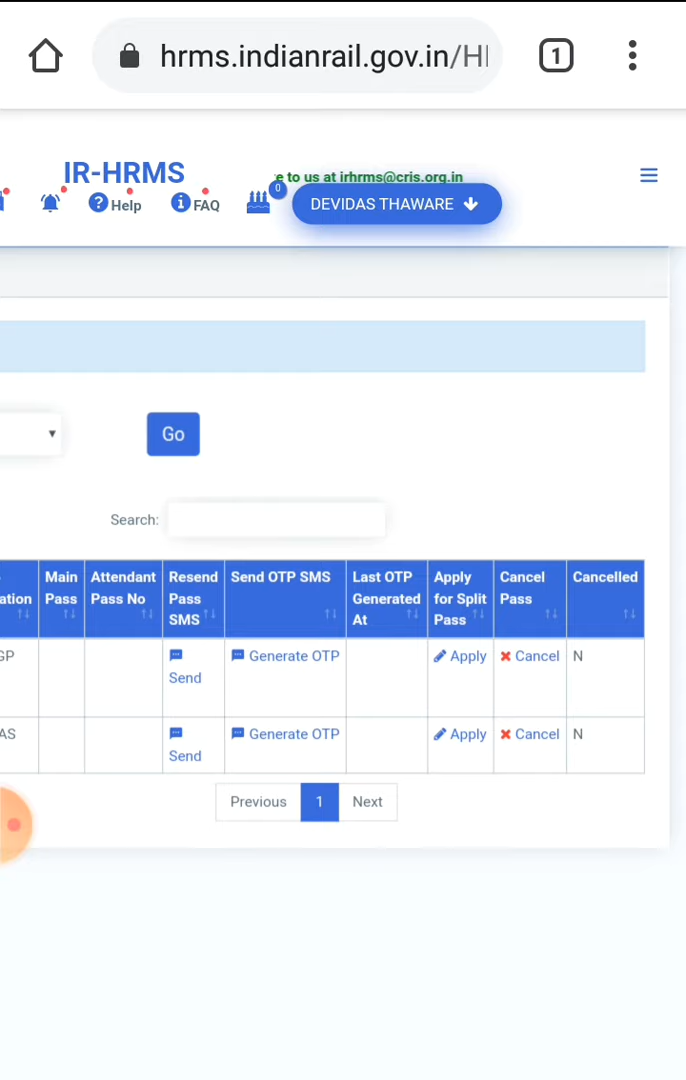 hrms.indianrail.gov.in/H
1
IR-HRMS
e to us at irhrms@cris.org.in
Help
FAQ
0
DEVIDAS THAWARE
Go
Search:
ation
Main Pass
Attendant Pass No
Resend Pass SMS
Send OTP SMS
Last OTP Generated At
Apply for Split Pass
Cancel Pass
Cancelled
GP
Send
Generate OTP
Apply
Cancel
N
AS
Send
Generate OTP
Apply
Cancel
N
Previous
1
Next